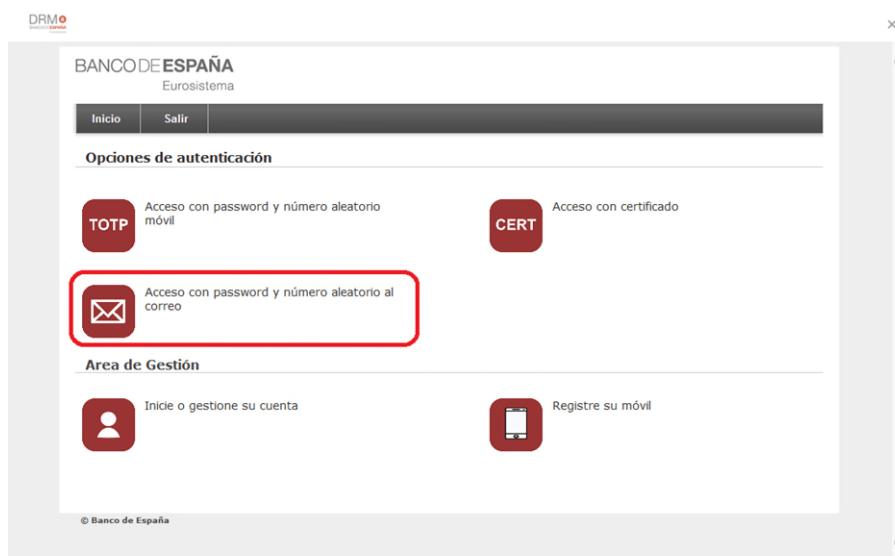 DRM
BANCO DE ESPAÑA
Eurosistema
Inicio Salir
Opciones de autenticación
TOTP
Acceso con password y número aleatorio
móvil
CERT
Acceso con certificado
Acceso con password y número aleatorio al
correo
Area de Gestión
Inicie o gestione su cuenta
Registre su móvil
© Banco de España